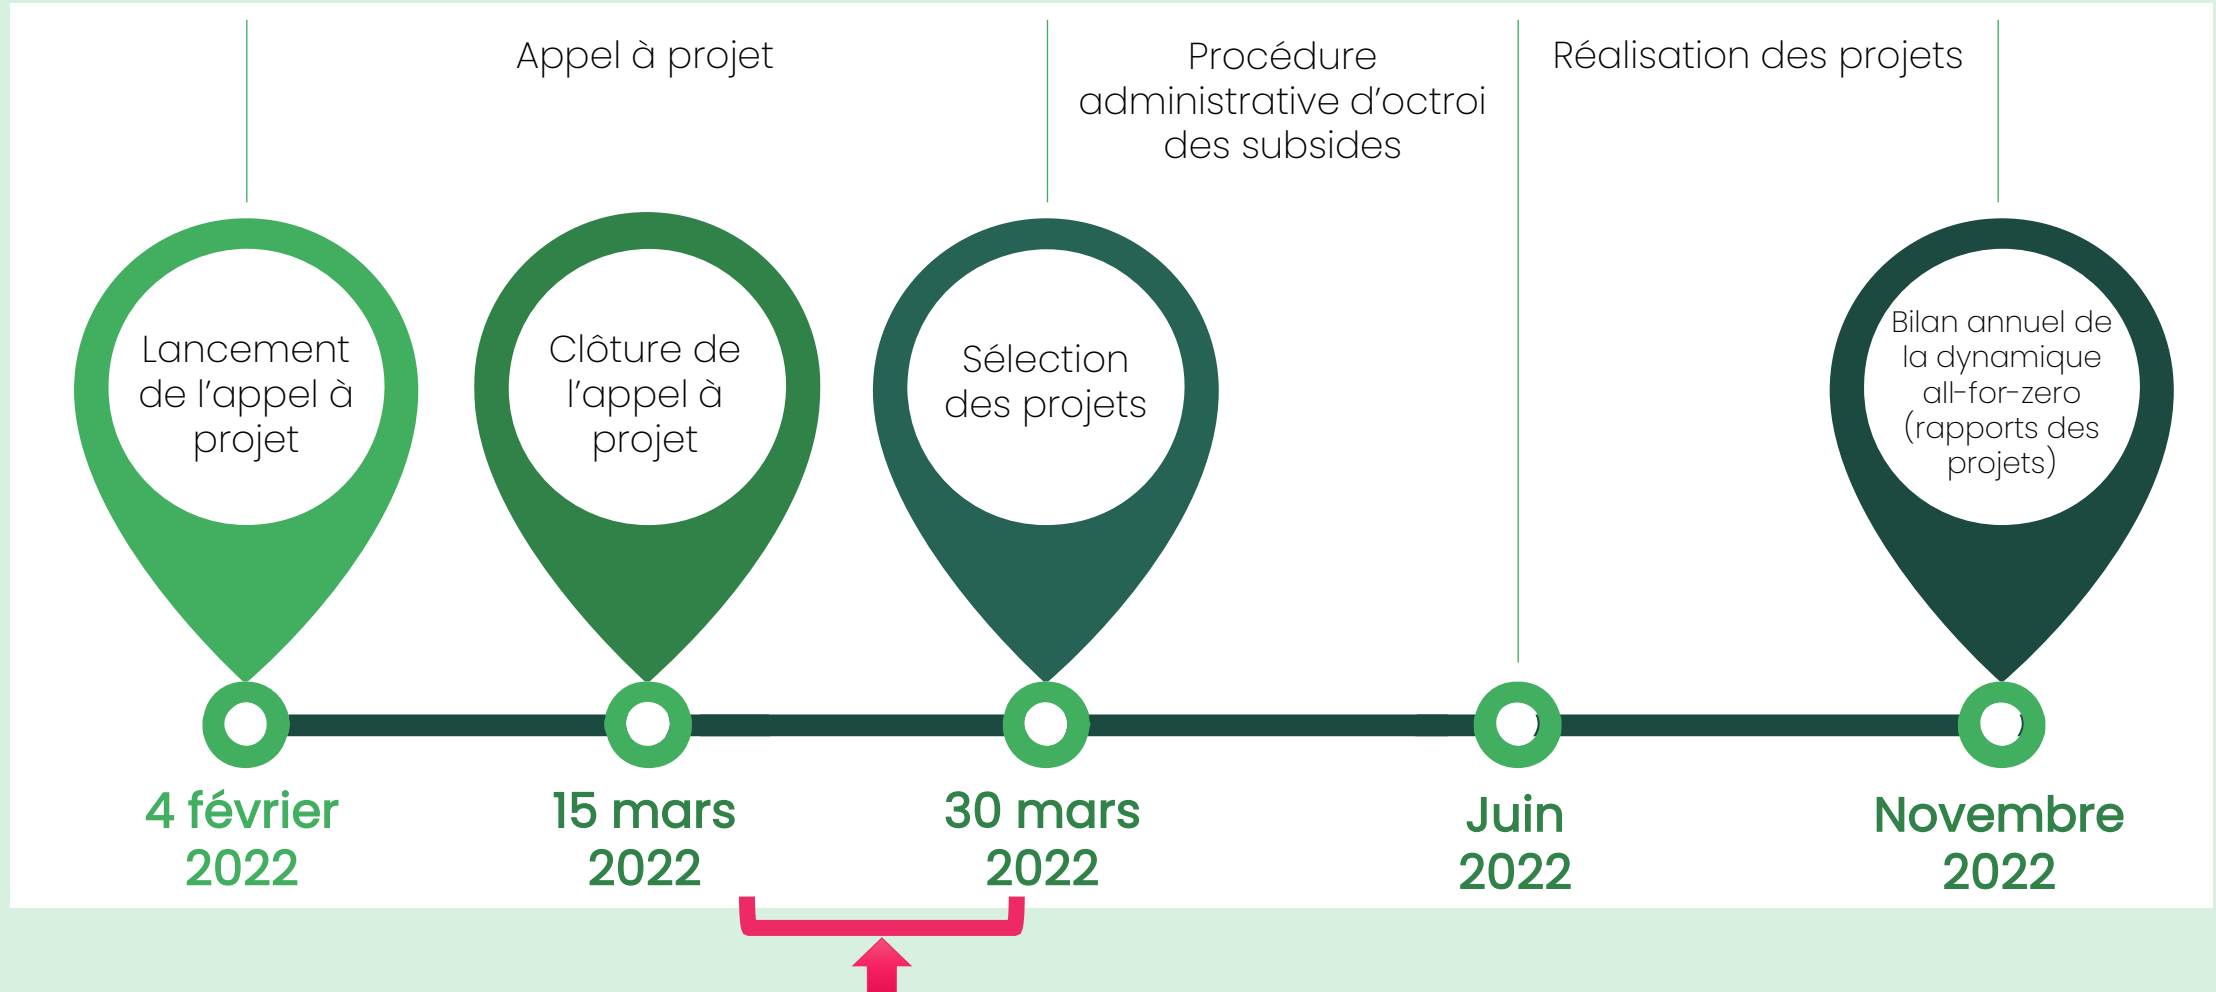 Appel à projet
Procédure
administrative d’octroi
des subsides
Réalisation des projets
Lancement
de l’appel à
projet
Clôture de
l’appel à
projet
Sélection
des projets
Bilan annuel de
la dynamique
all-for-zero
(rapports des
projets)
4 février
2022
15 mars
2022
30 mars
2022
Juin
2022
Novembre
2022